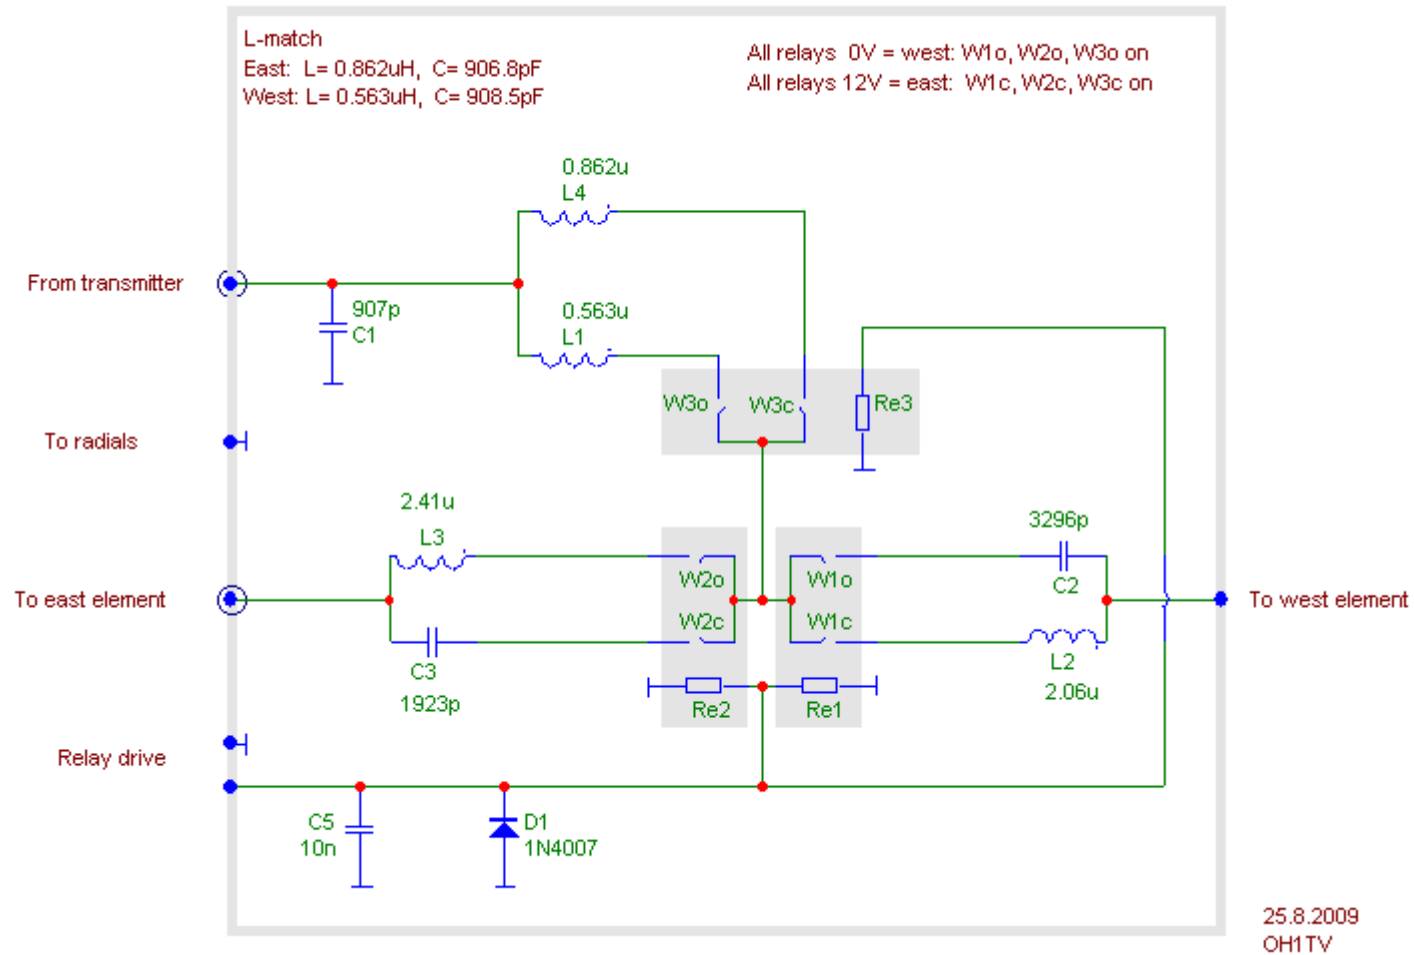 L-match
East: L= 0.862uH, C= 906.8pF
West: L= 0.563uH, C= 908.5pF
All relays 0V = west: W1o, W2o, W3o on
All relays 12V = east: W1c, W2c, W3c on
0.862u
L4
From transmitter
907p
C1
0.563u
L1
W3o
W3c
Re3
To radials
2.41u
L3
3296p
C2
W2o
W1o
To east element
To west element
W2c
W1c
C3
1923p
L2
2.06u
Re2
Re1
Relay drive
C5
10n
D1
1N4007
25.8.2009
OH1TV